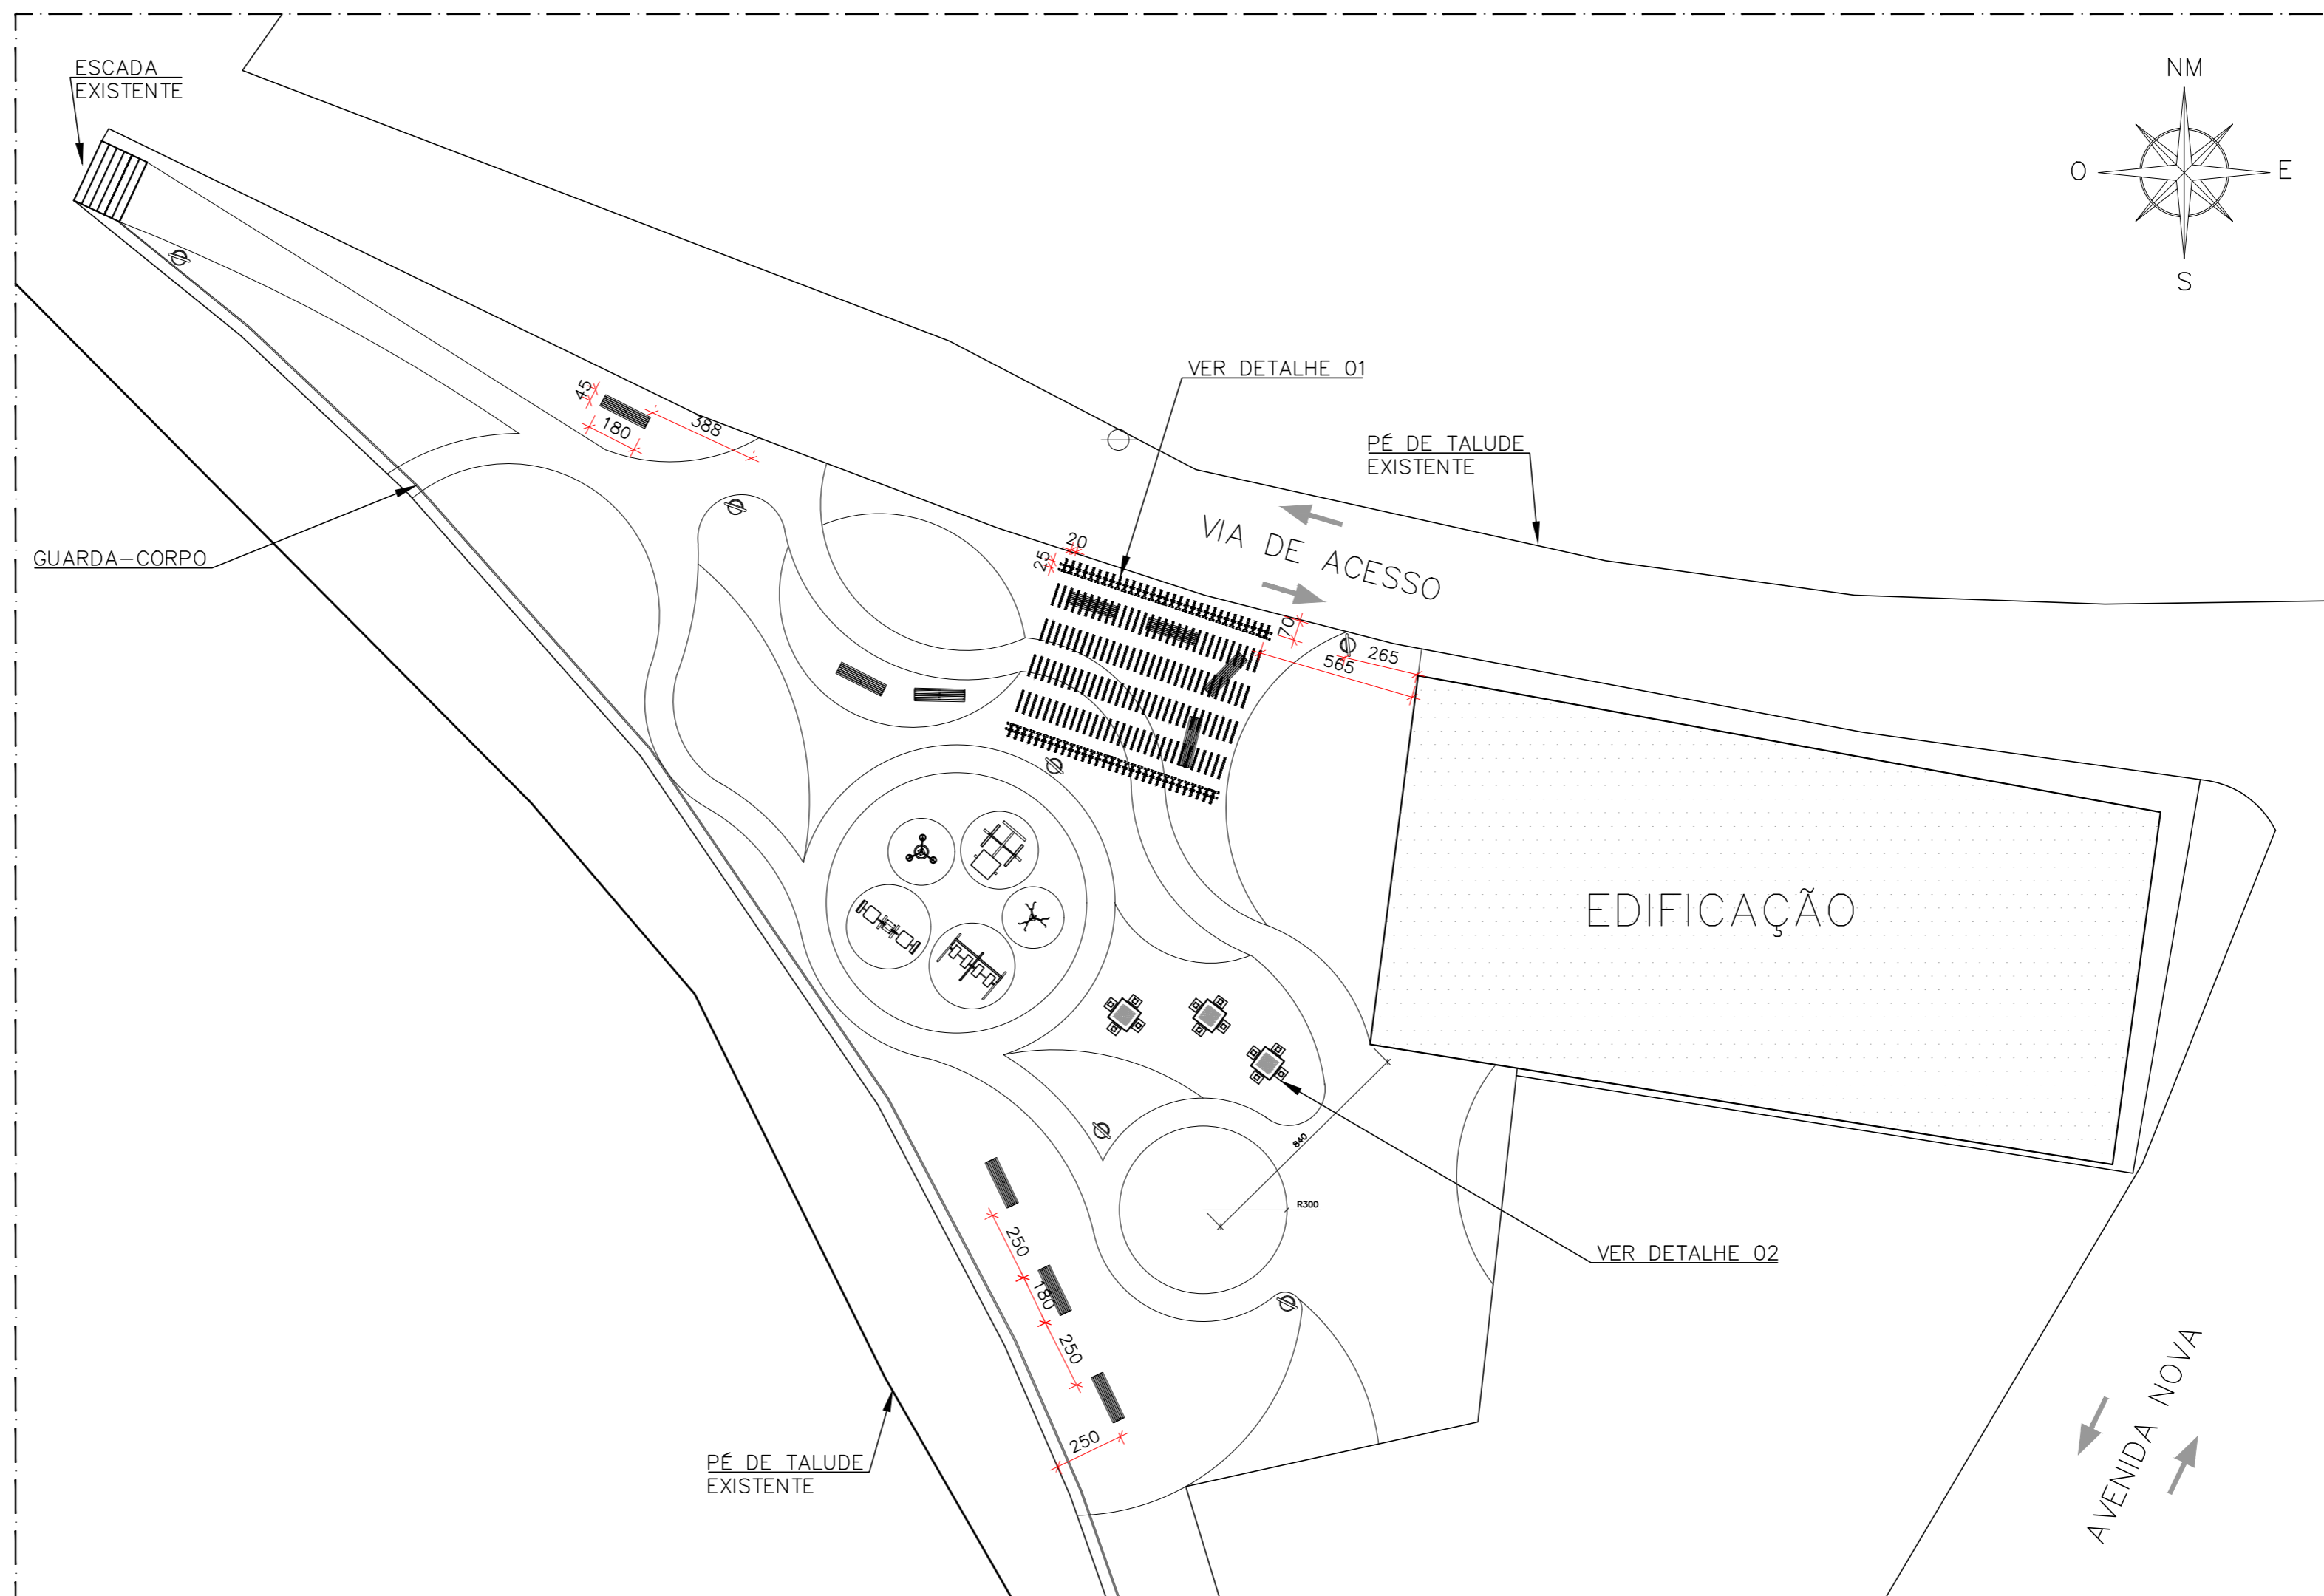 ESCADA
EXISTENTE
NM
O
E
S
VER DETALHE 01
45
180
388
PÉ DE TALUDE
EXISTENTE
VIA DE ACESSO
GUARDA-CORPO
20
25
70
565
265
EDIFICAÇÃO
840
R300
250
180
250
250
VER DETALHE 02
PÉ DE TALUDE
EXISTENTE
AVENIDA NOVA